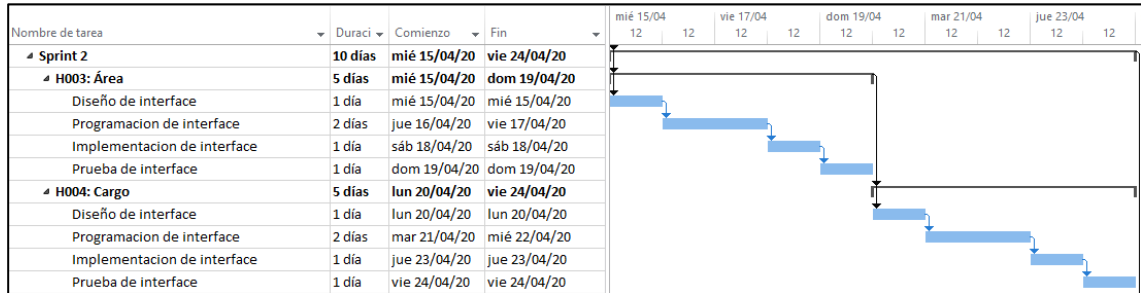 mié 15/04 vie 17/04 dom 19/04 mar 21/04 jue 23/04
Nombre de tarea Duraci Comienzo Fin 12 12 12 12 12 12 12 12 12 12
Sprint 2 10 días mié 15/04/20 vie 24/04/20
H003: Área 5 días mié 15/04/20 dom 19/04/20
Diseño de interface 1 día mié 15/04/20 mié 15/04/20
Programacion de interface 2 días jue 16/04/20 vie 17/04/20
Implementacion de interface 1 día sáb 18/04/20 sáb 18/04/20
Prueba de interface 1 día dom 19/04/20 dom 19/04/20
H004: Cargo 5 días lun 20/04/20 vie 24/04/20
Diseño de interface 1 día lun 20/04/20 lun 20/04/20
Programacion de interface 2 días mar 21/04/20 mié 22/04/20
Implementacion de interface 1 día jue 23/04/20 jue 23/04/20
Prueba de interface 1 día vie 24/04/20 vie 24/04/20